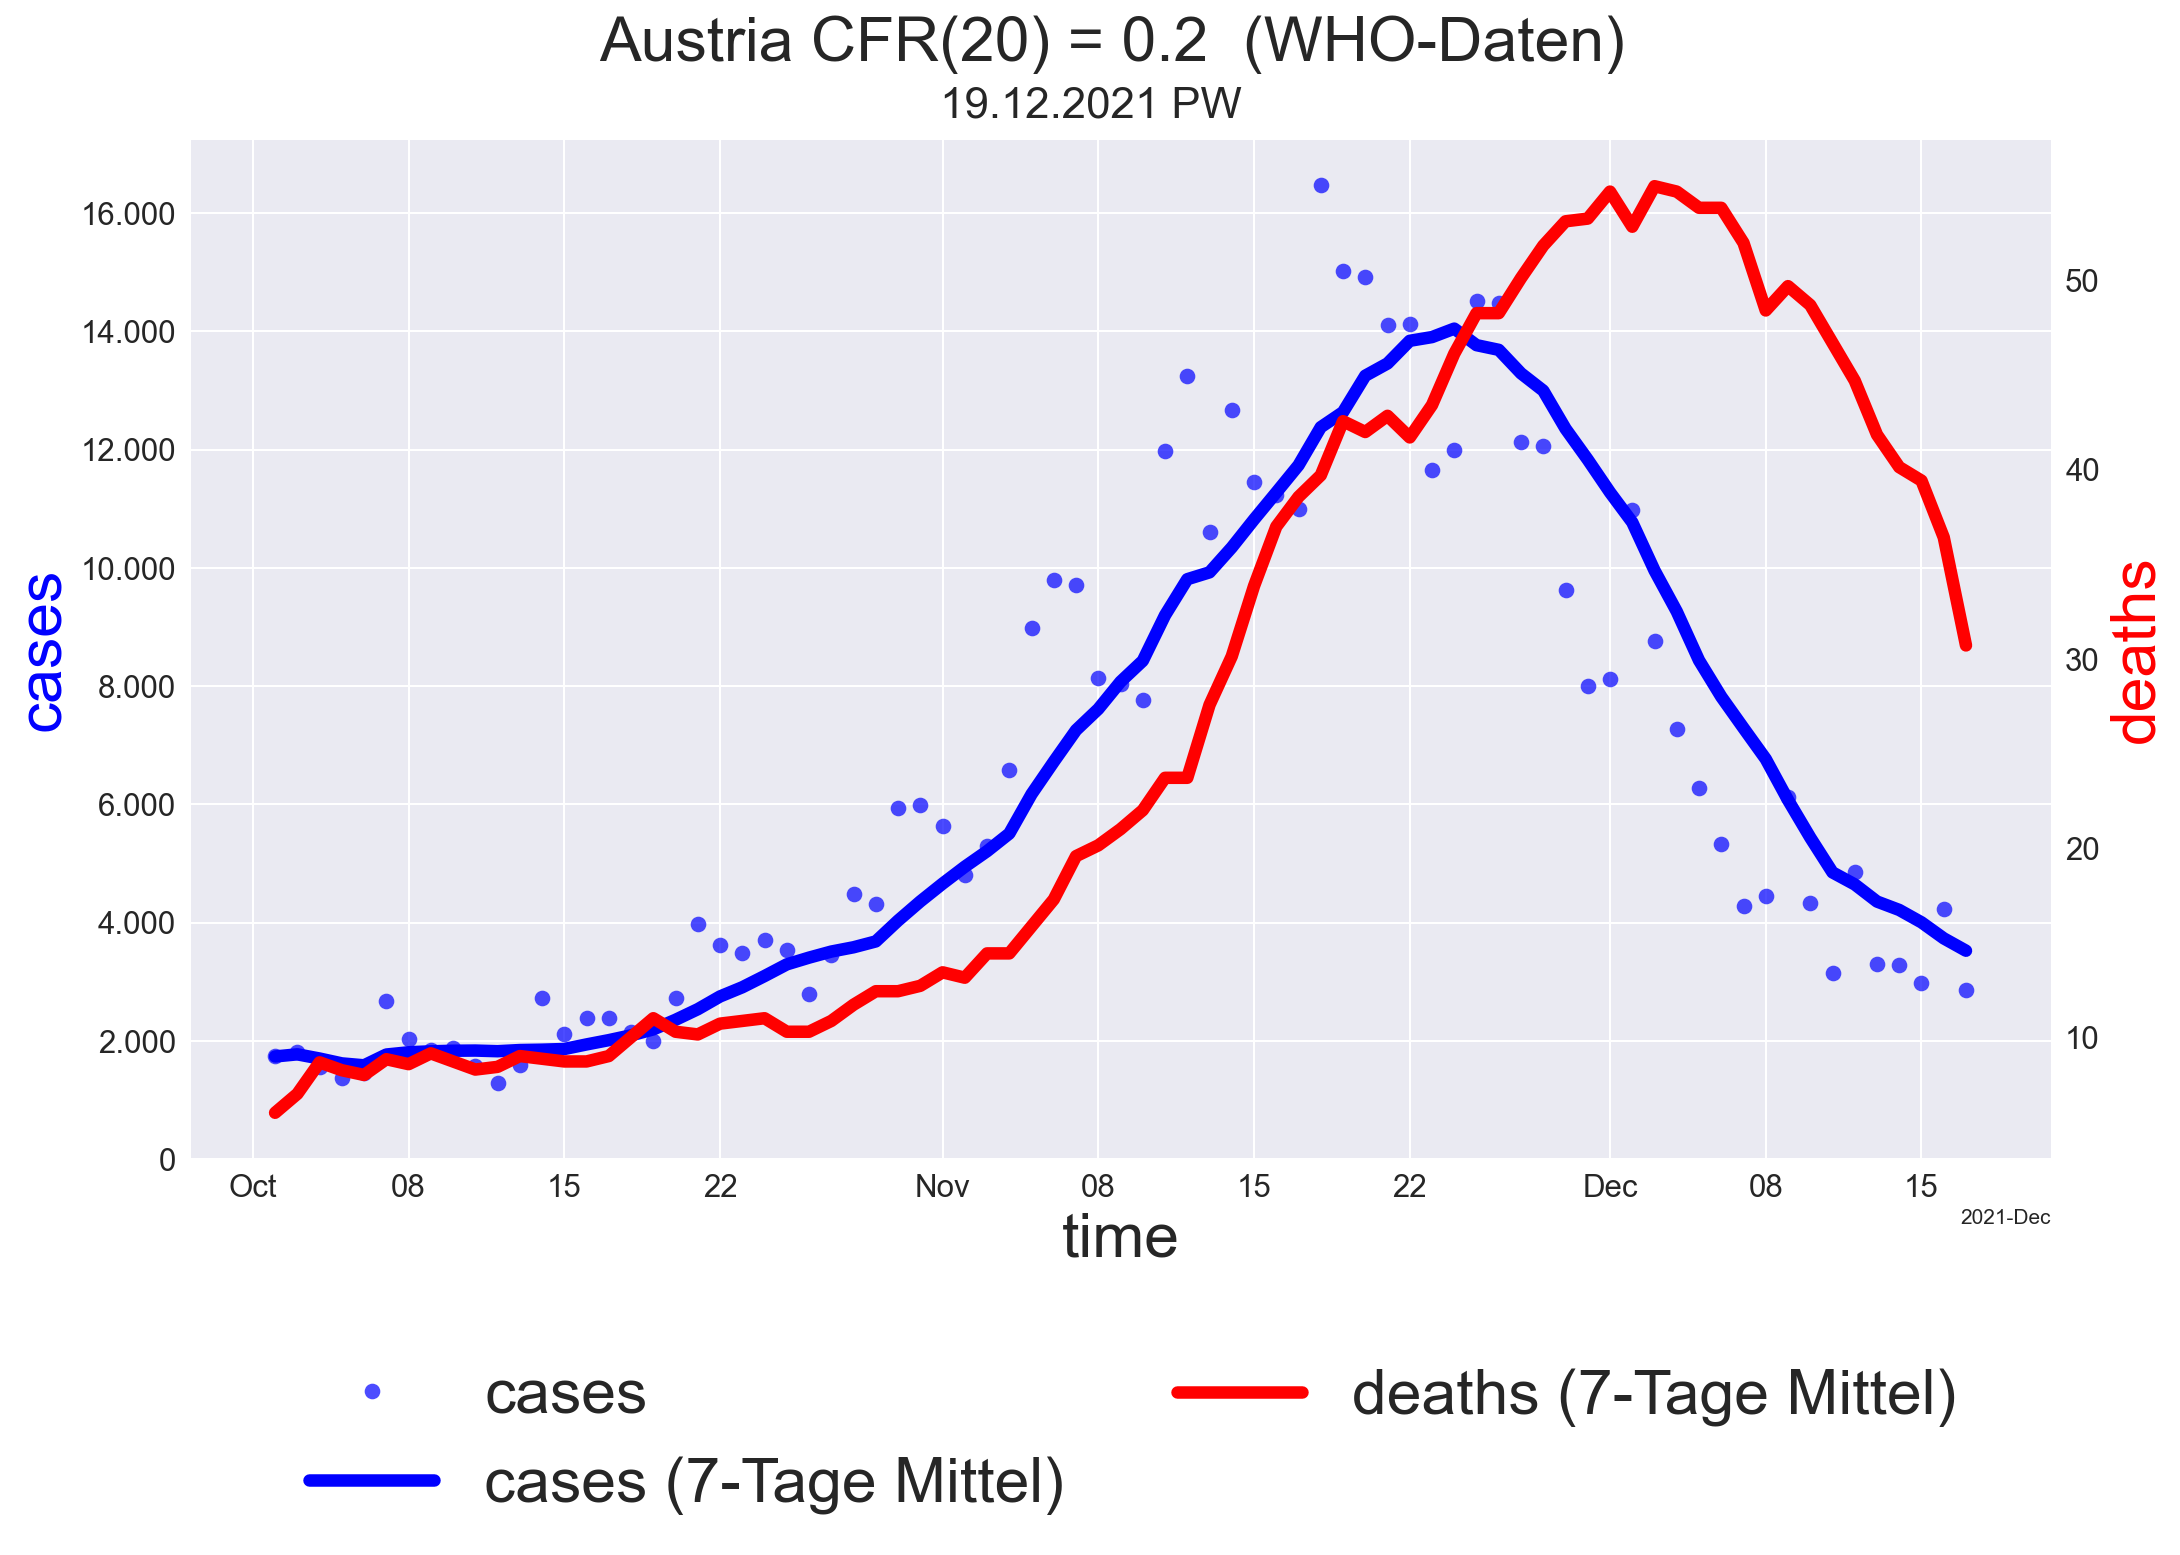 Austria CFR(20) = 0.2 (WHO-Daten)
19.12.2021 PW
cases
16.000
14.000
12.000
10.000
8.000
6.000
4.000
2.000
0
50
40
30
20
10
deaths
Oct 08 15 22 Nov 08 15 22 Dec 08 15
2021-Dec
time
cases
cases (7-Tage Mittel)
deaths (7-Tage Mittel)